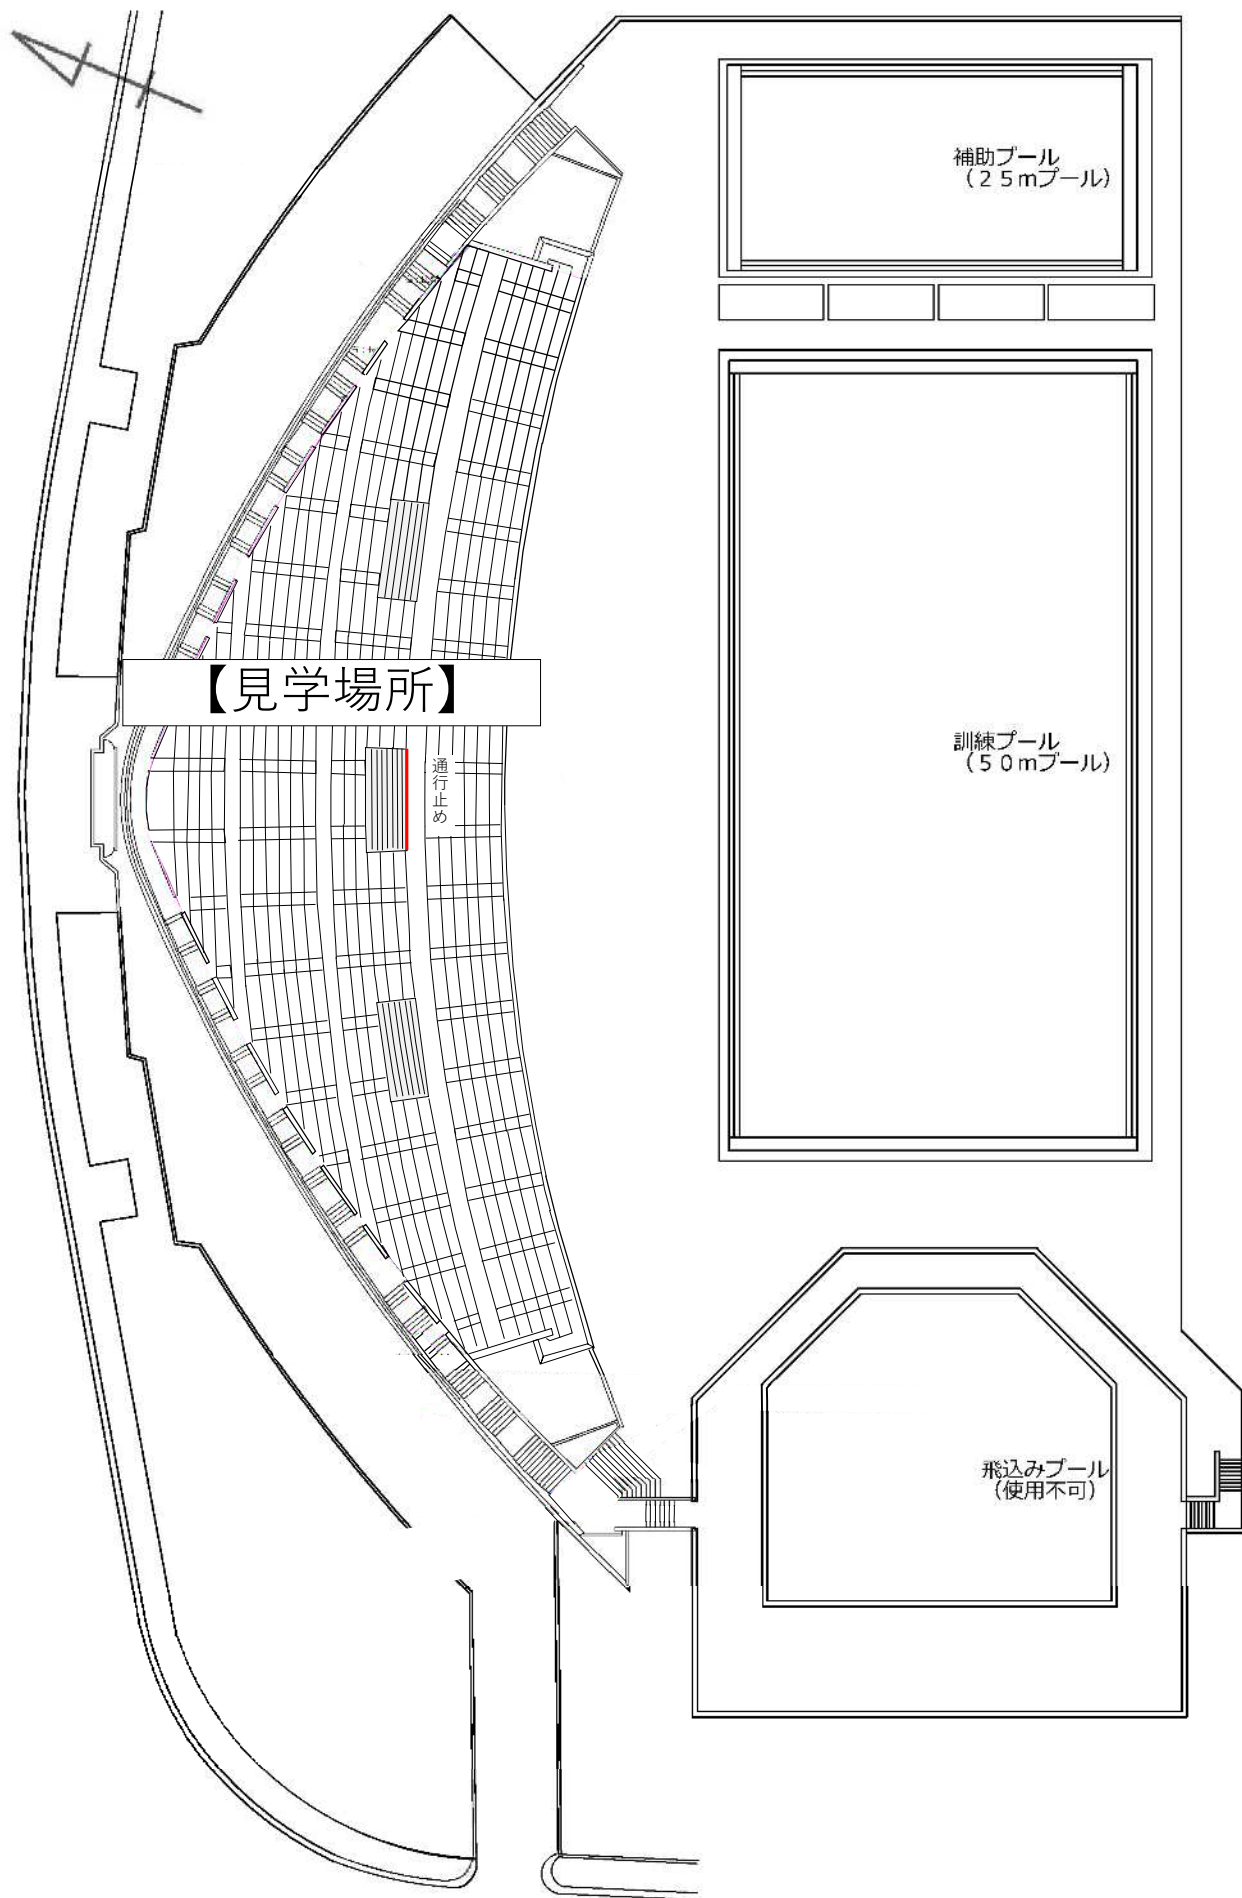 補助プール
(25mプール)
【見学場所】
通行止め
訓練プール
(50mプール)
飛込みプール
(使用不可)